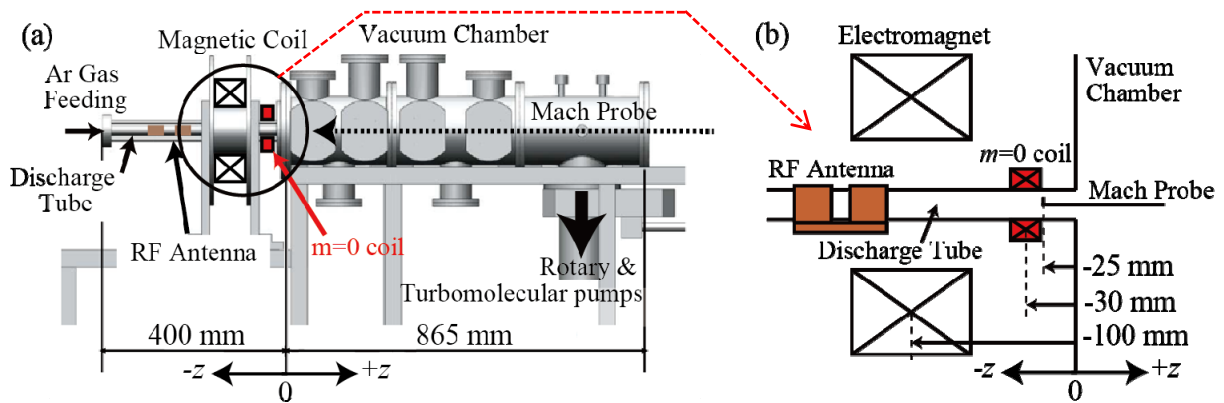 (a)
Magnetic Coil
Vacuum Chamber
Ar Gas
Feeding
Mach Probe
Discharge
Tube
RF Antenna
m=0 coil
Rotary &
Turbomolecular pumps
400 mm
865 mm
-z
+z
0
(b)
Electromagnet
Vacuum
Chamber
m=0 coil
RF Antenna
Mach Probe
Discharge Tube
-25 mm
-30 mm
-100 mm
-z
+z
0